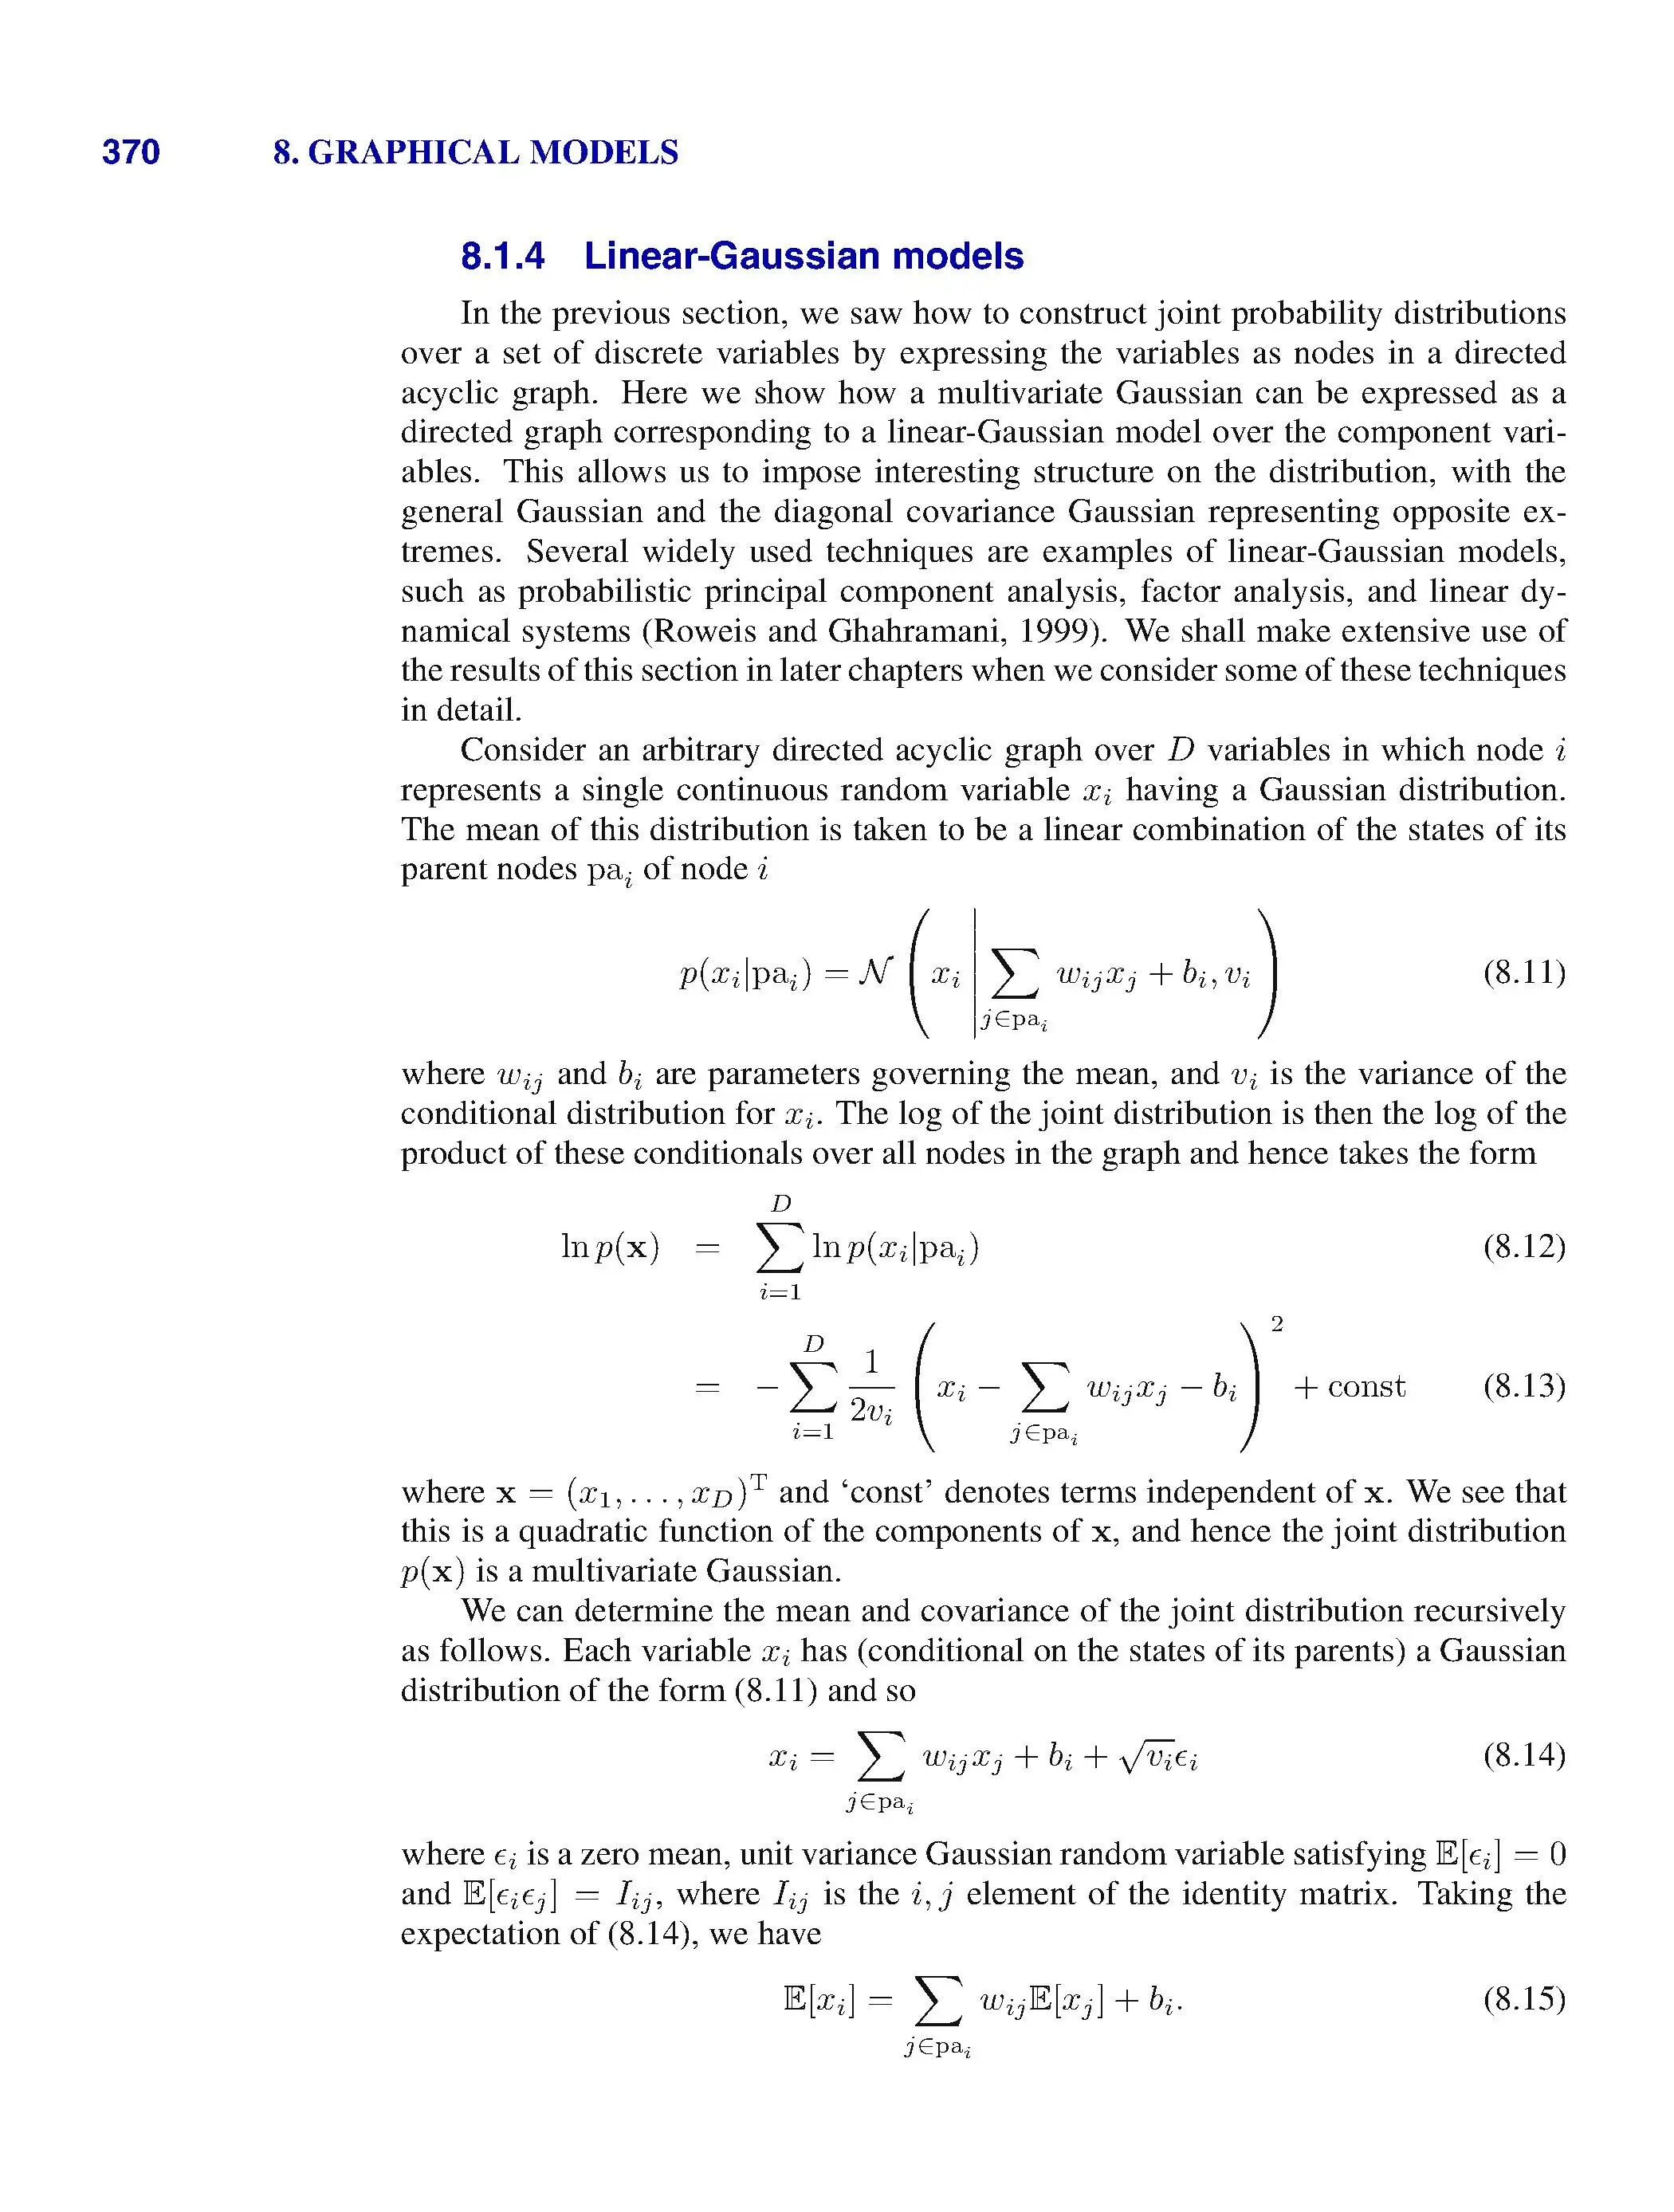 370 8. GRAPHICAL MODELS
8.1.4 Linear-Gaussian models
In the previous section, we saw how to construct joint probability distributions
over a set of discrete variables by expressing the variables as nodes in a directed
acyclic graph. Here we show how a multivariate Gaussian can be expressed as a
directed graph corresponding to a linear-Gaussian model over the component vari-
ables. This allows us to impose interesting structure on the distribution, with the
general Gaussian and the diagonal covariance Gaussian representing opposite ex-
tremes. Several widely used techniques are examples of linear-Gaussian models,
such as probabilistic principal component analysis, factor analysis, and linear dy-
namical systems (Roweis and Ghahramani, 1999). We shall make extensive use of
the results of this section in later chapters when we consider some of these techniques
in detail.
Consider an arbitrary directed acyclic graph over $D$ variables in which node $i$
represents a single continuous random variable $x_i$ having a Gaussian distribution.
The mean of this distribution is taken to be a linear combination of the states of its
parent nodes $\mathrm{pa}_i$ of node $i$
$p(x_i|\mathrm{pa}_i) = \mathcal{N}\left(x_i \middle| \sum_{j \in \mathrm{pa}_i} w_{ij}x_j + b_i, v_i\right)$ (8.11)
where $w_{ij}$ and $b_i$ are parameters governing the mean, and $v_i$ is the variance of the
conditional distribution for $x_i$. The log of the joint distribution is then the log of the
product of these conditionals over all nodes in the graph and hence takes the form
$\ln p(\mathbf{x}) = \sum_{i=1}^{D} \ln p(x_i|\mathrm{pa}_i)$ (8.12)
$= -\sum_{i=1}^{D} \frac{1}{2v_i}\left(x_i - \sum_{j \in \mathrm{pa}_i} w_{ij}x_j - b_i\right)^2 + \text{const}$ (8.13)
where $\mathbf{x} = (x_1, \ldots, x_D)^{\mathrm{T}}$ and ‘const’ denotes terms independent of $\mathbf{x}$. We see that
this is a quadratic function of the components of $\mathbf{x}$, and hence the joint distribution
$p(\mathbf{x})$ is a multivariate Gaussian.
We can determine the mean and covariance of the joint distribution recursively
as follows. Each variable $x_i$ has (conditional on the states of its parents) a Gaussian
distribution of the form (8.11) and so
$x_i = \sum_{j \in \mathrm{pa}_i} w_{ij}x_j + b_i + \sqrt{v_i}\epsilon_i$ (8.14)
where $\epsilon_i$ is a zero mean, unit variance Gaussian random variable satisfying $\mathbb{E}[\epsilon_i] = 0$
and $\mathbb{E}[\epsilon_i\epsilon_j] = I_{ij}$, where $I_{ij}$ is the $i, j$ element of the identity matrix. Taking the
expectation of (8.14), we have
$\mathbb{E}[x_i] = \sum_{j \in \mathrm{pa}_i} w_{ij}\mathbb{E}[x_j] + b_i.$ (8.15)